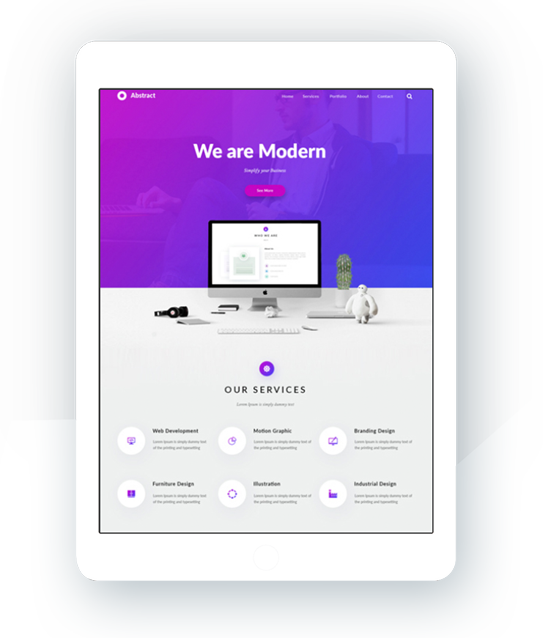 Abstract
Home Services Portfolio About Contact
We are Modern
Simplify your Business
See More
WHO WE ARE
OUR SERVICES
Lorem Ipsum is simply dummy text
Web Development
Lorem Ipsum is simply dummy text
of the printing and typesetting
Motion Graphic
Lorem Ipsum is simply dummy text of
the printing and typesetting
Branding Design
Lorem Ipsum is simply dummy text of
the printing and typesetting
Furniture Design
Lorem Ipsum is simply dummy text
of the printing and typesetting
Illustration
Lorem Ipsum is simply dummy text of
the printing and typesetting
Industrial Design
Lorem Ipsum is simply dummy text of
the printing and typesetting